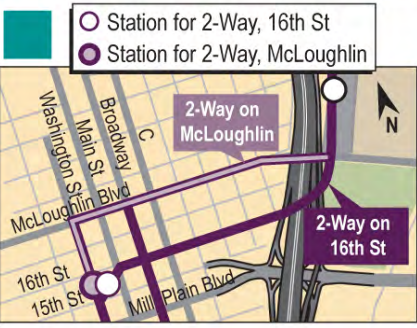 Station for 2-Way, 16th St
Station for 2-Way, McLoughlin
2-Way on
McLoughlin
N
Washington St
Main St
Broadway
C
McLoughlin Blvd
2-Way on
16th St
16th St
15th St
Mill Plain Blvd